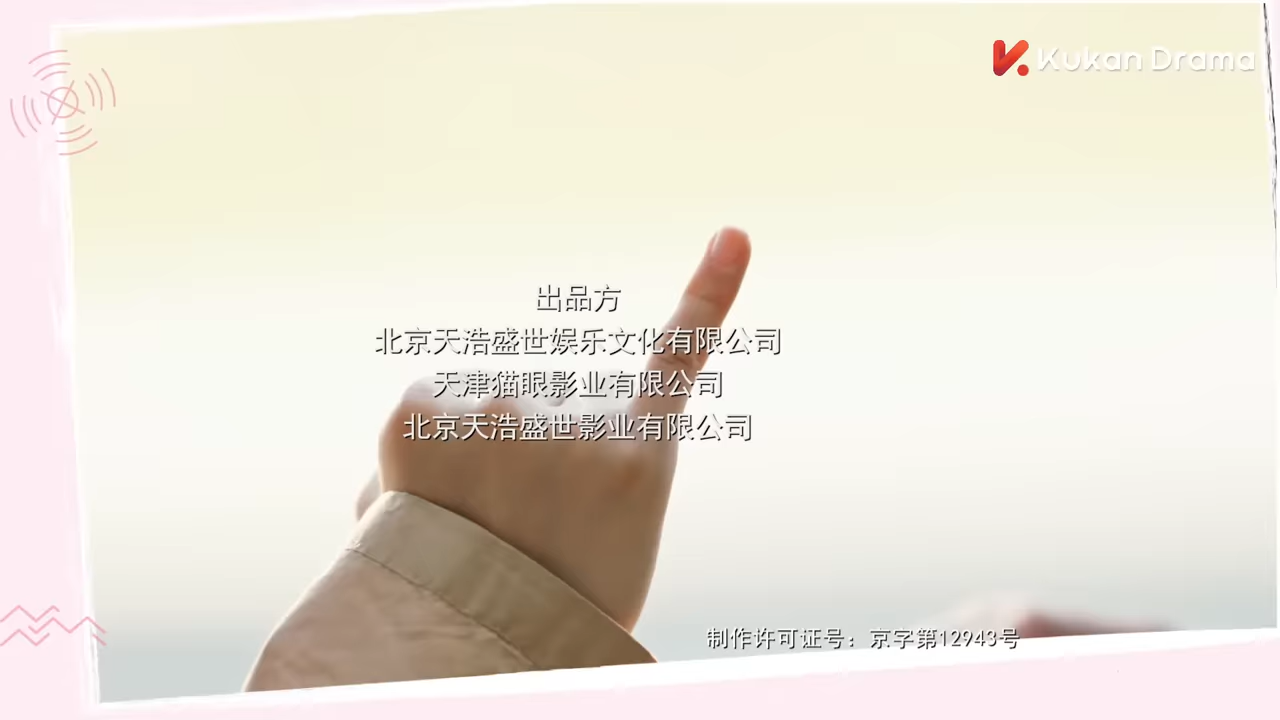 Kukan Drama
出品方
北京天浩盛世娱乐文化有限公司
天津猫眼影业有限公司
北京天浩盛世影业有限公司
制作许可证号：京字第12943号